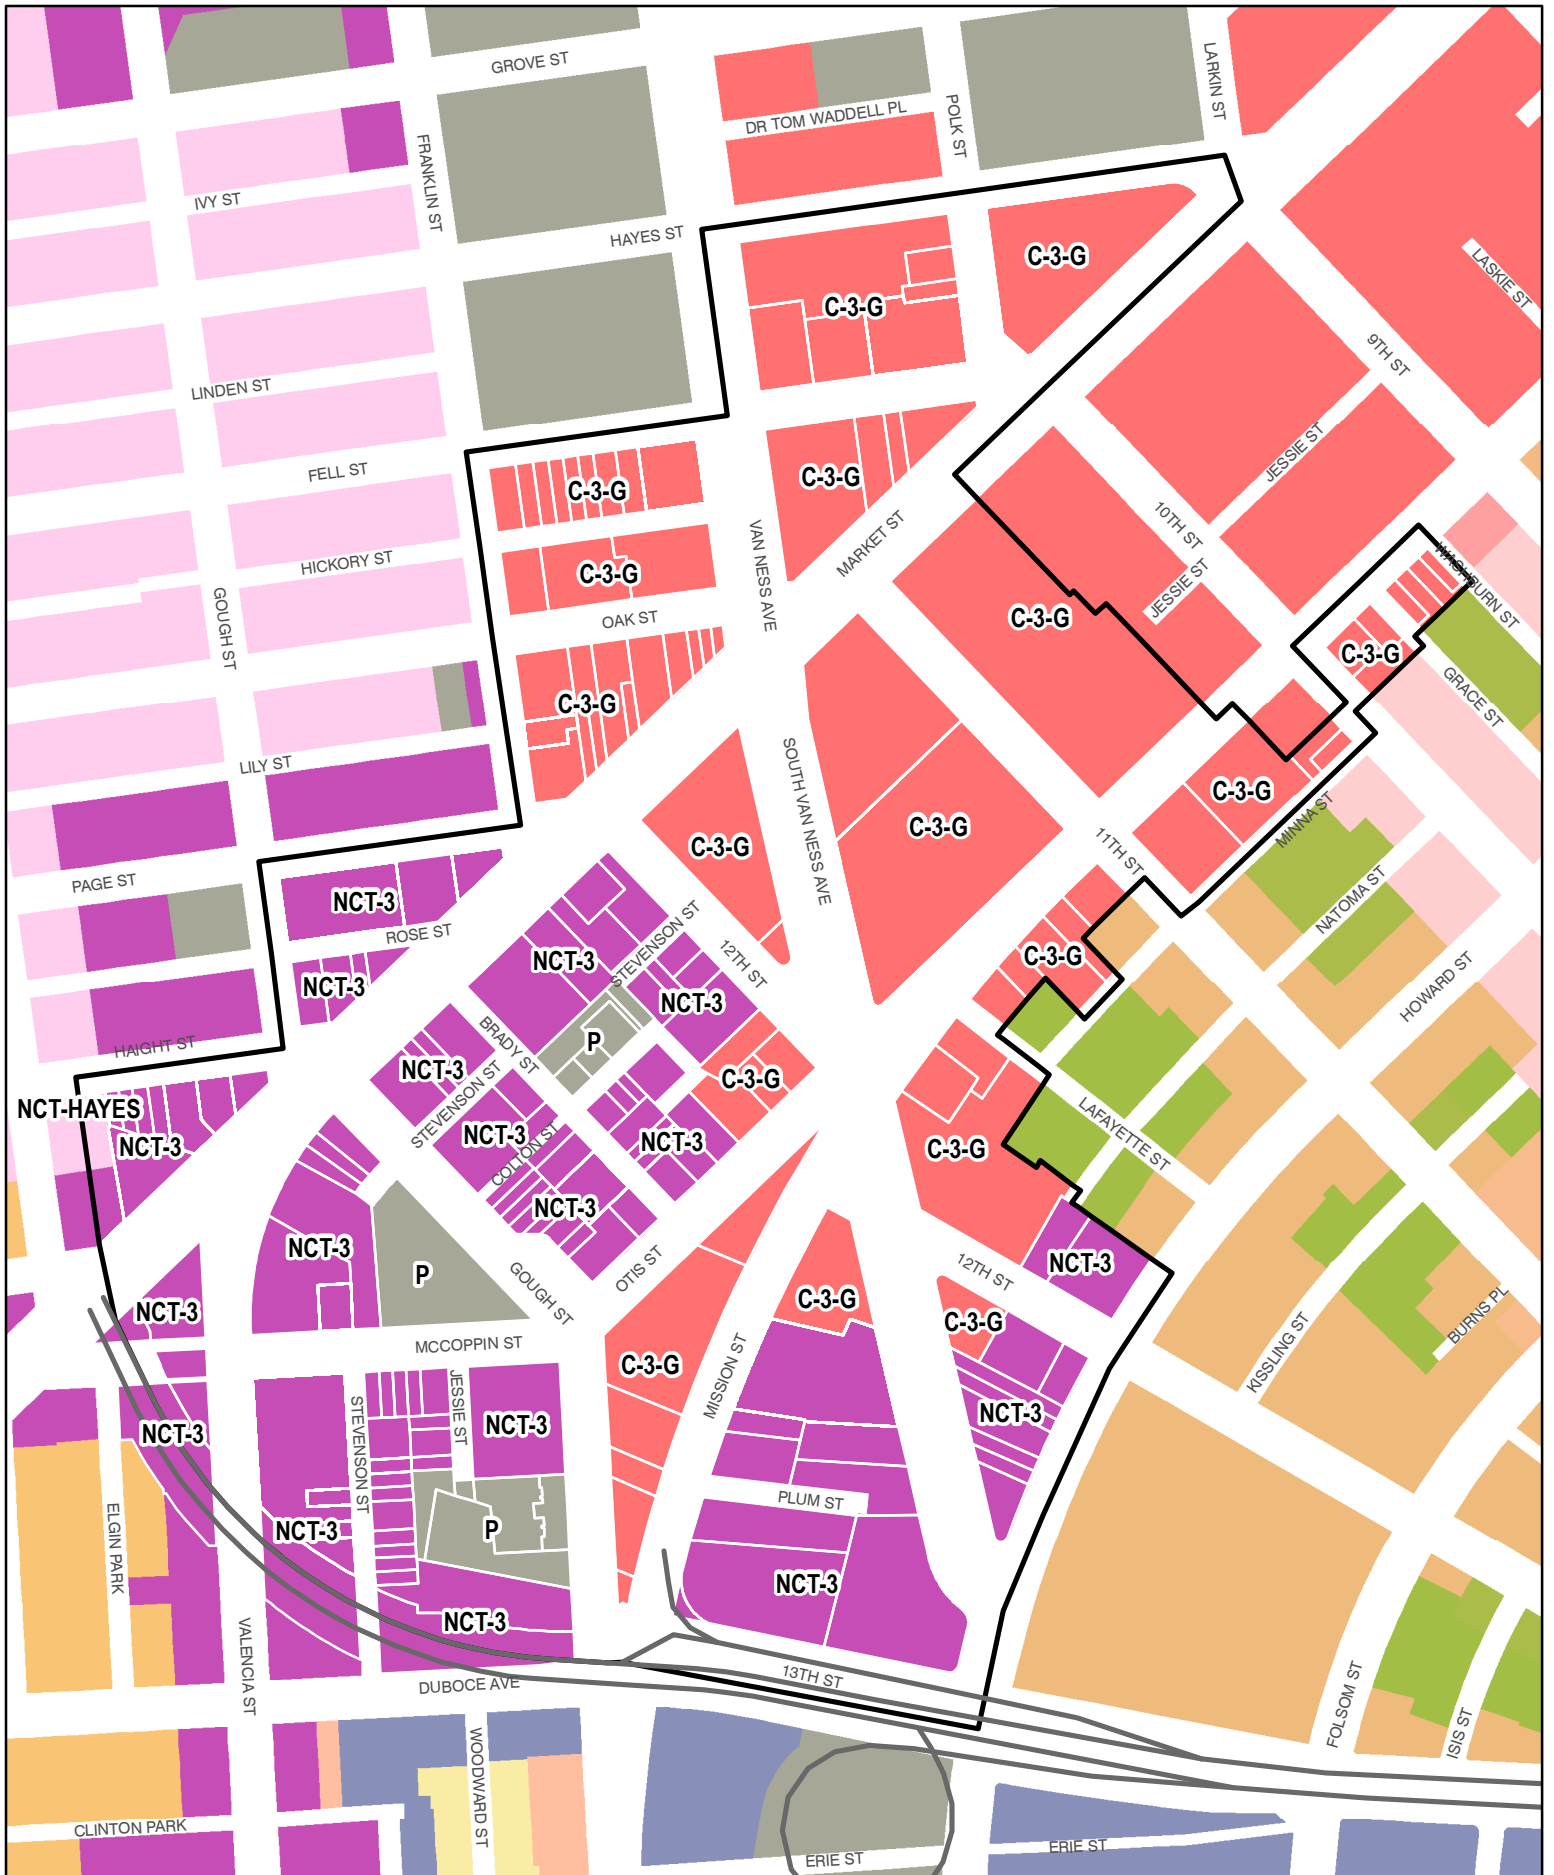 GROVE ST
LARKIN ST
DR TOM WADDELL PL
POLK ST
FRANKLIN ST
IVY ST
HAYES ST
C-3-G
LASKIE ST
C-3-G
9TH ST
LINDEN ST
JESSIE ST
FELL ST
C-3-G
C-3-G
10TH ST
MARKET ST
VAN NESS AVE
HICKORY ST
C-3-G
JESSIE ST
WASHBURN ST
GOUGH ST
OAK ST
C-3-G
C-3-G
GRACE ST
C-3-G
LILY ST
SOUTH VAN NESS AVE
C-3-G
MINNA ST
C-3-G
C-3-G
11TH ST
PAGE ST
NCT-3
NATOMA ST
ROSE ST
STEVENSON ST
12TH ST
NCT-3
C-3-G
HOWARD ST
NCT-3
NCT-3
BRADY ST
P
HAIGHT ST
NCT-3
C-3-G
STEVENSON ST
NCT-HAYES
NCT-3
NCT-3
COLTON ST
NCT-3
C-3-G
LAFAYETTE ST
NCT-3
NCT-3
P
OTIS ST
GOUGH ST
12TH ST
NCT-3
NCT-3
C-3-G
C-3-G
BURNS PL
MCCOPPIN ST
C-3-G
MISSION ST
KISSLING ST
NCT-3
STEVENSON ST
JESSIE ST
NCT-3
NCT-3
PLUM ST
NCT-3
P
ELGIN PARK
NCT-3
NCT-3
VALENCIA ST
13TH ST
DUBOCE AVE
FOLSOM ST
ISIS ST
WOODWARD ST
CLINTON PARK
ERIE ST
ERIE ST